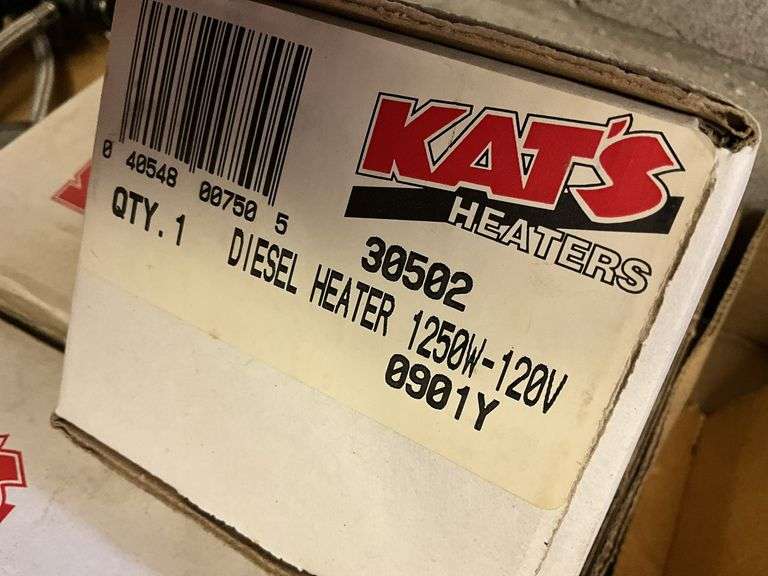 KAT'S
HEATERS
0 40548 00750 5
30502
QTY. 1 DIESEL HEATER 1250W-120V
0901Y